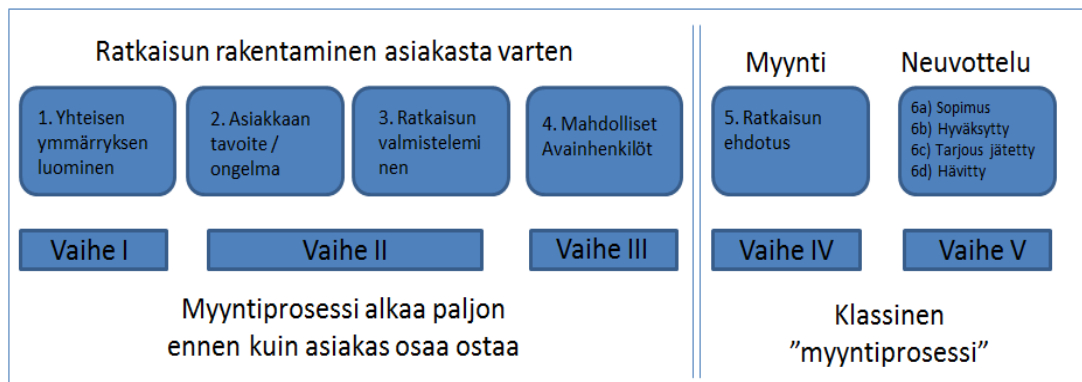 Ratkaisun rakentaminen asiakasta varten
1. Yhteisen
ymmärryksen
luominen
2. Asiakkaan
tavoite /
ongelma
3. Ratkaisun
valmistelemi
nen
4. Mahdolliset
Avainhenkilöt
Vaihe I
Vaihe II
Vaihe III
Myyntiprosessi alkaa paljon
ennen kuin asiakas osaa ostaa
Myynti
Neuvottelu
5. Ratkaisun
ehdotus
6a) Sopimus
6b) Hyväksytty
6c) Tarjous jätetty
6d) Hävitty
Vaihe IV
Vaihe V
Klassinen
”myyntiprosessi”